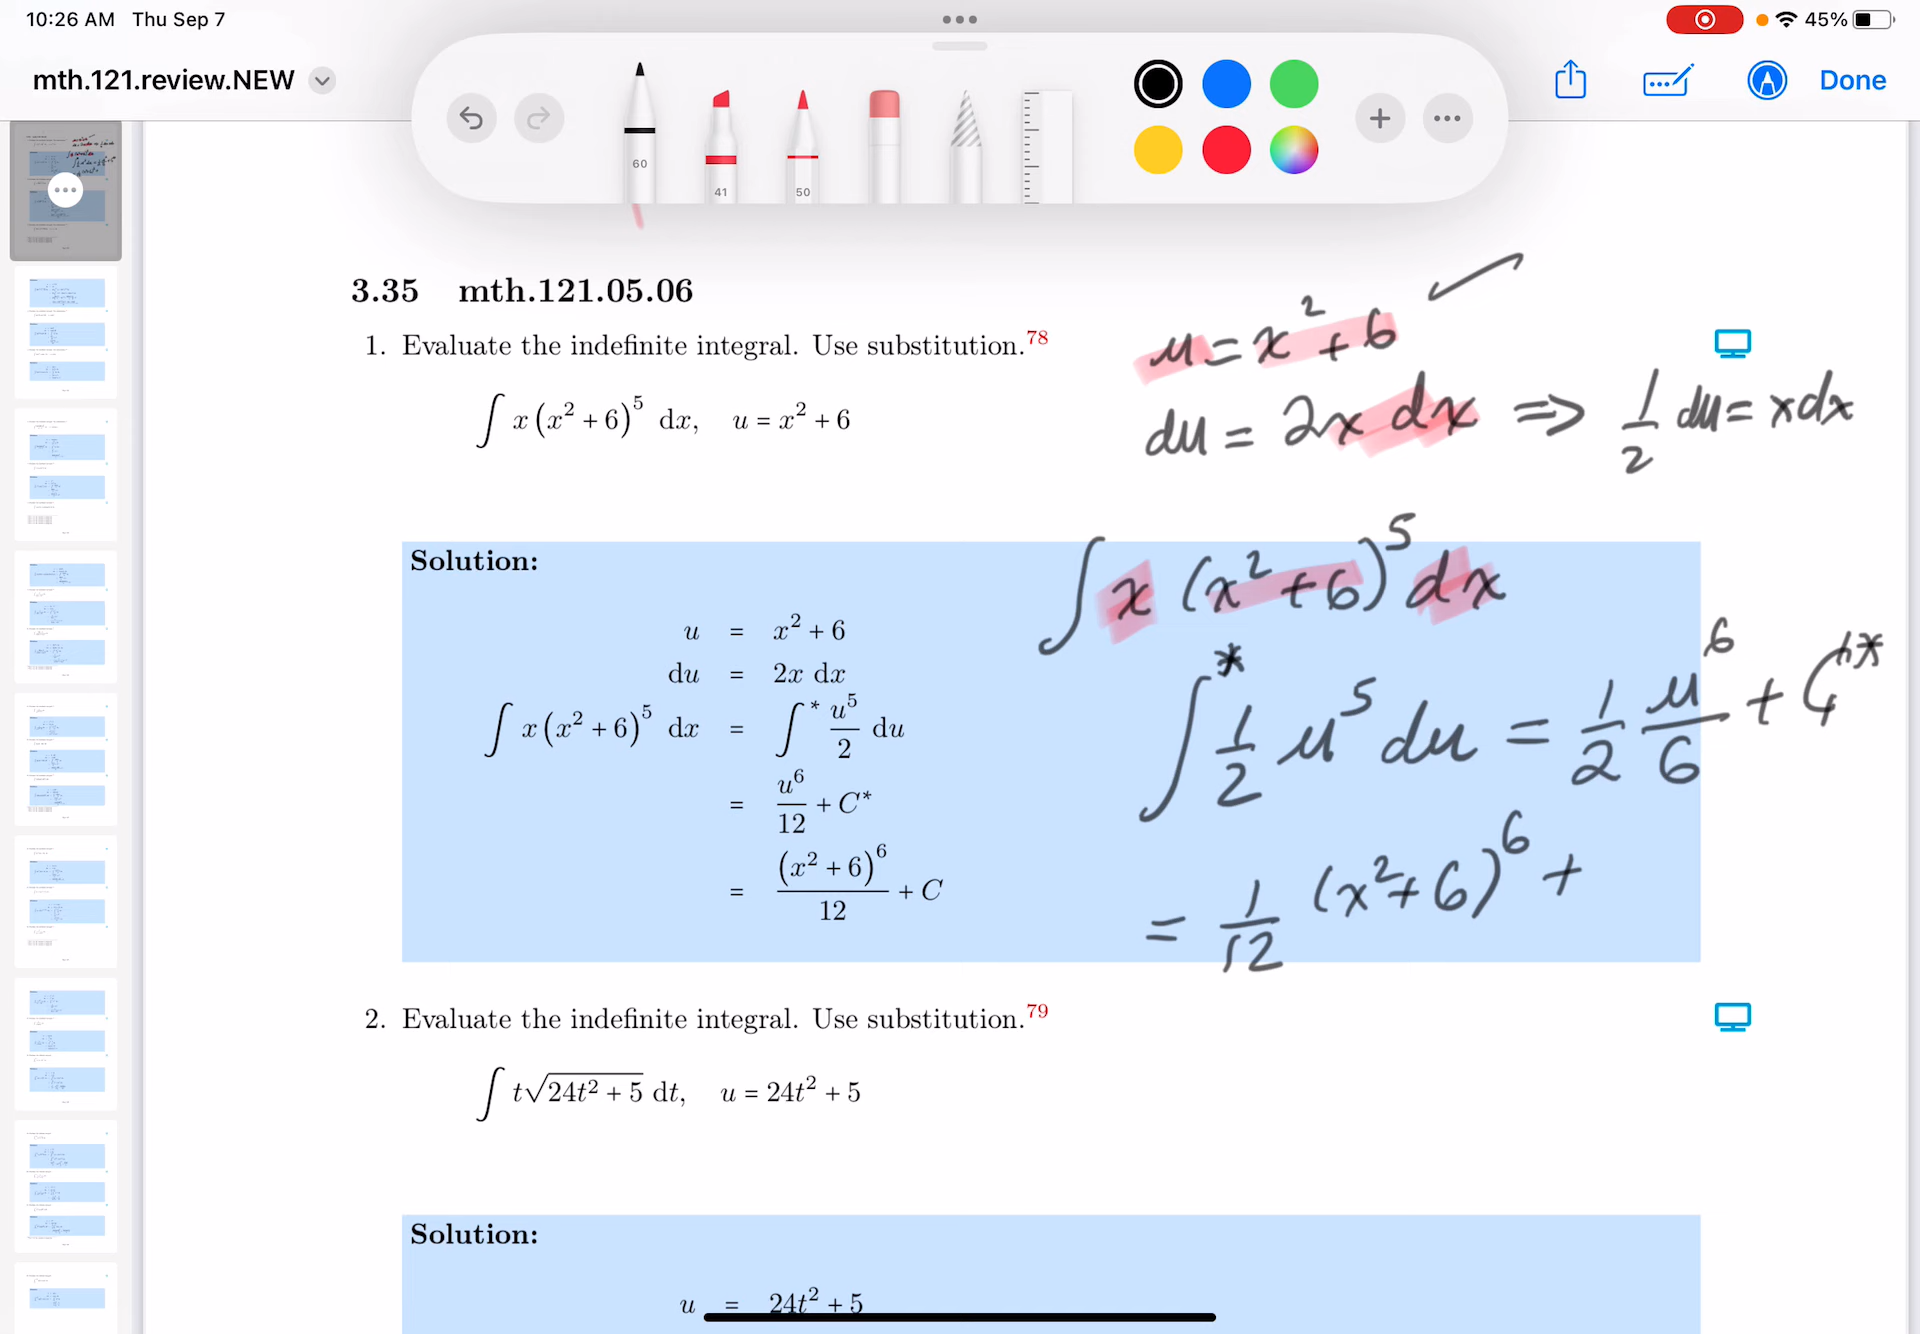 10:26 AM Thu Sep 7
45%
mth.121.review.NEW
Done
60
41
50
3.35 mth.121.05.06
1. Evaluate the indefinite integral. Use substitution.78
∫ x(x² + 6)⁵ dx, u = x² + 6
u = x² + 6 ✓
du = 2x dx => 1/2 du = xdx
Solution:
u = x² + 6
du = 2x dx
∫ x(x² + 6)⁵ dx = ∫* u⁵/2 du
= u⁶/12 + C*
= (x² + 6)⁶/12 + C
∫ x (x² + 6)⁵ dx
∫* 1/2 u⁵ du = 1/2 u⁶/6 +
= 1/12 (x² + 6)⁶ +
2. Evaluate the indefinite integral. Use substitution.79
∫ t√(24t² + 5) dt, u = 24t² + 5
Solution:
u = 24t² + 5